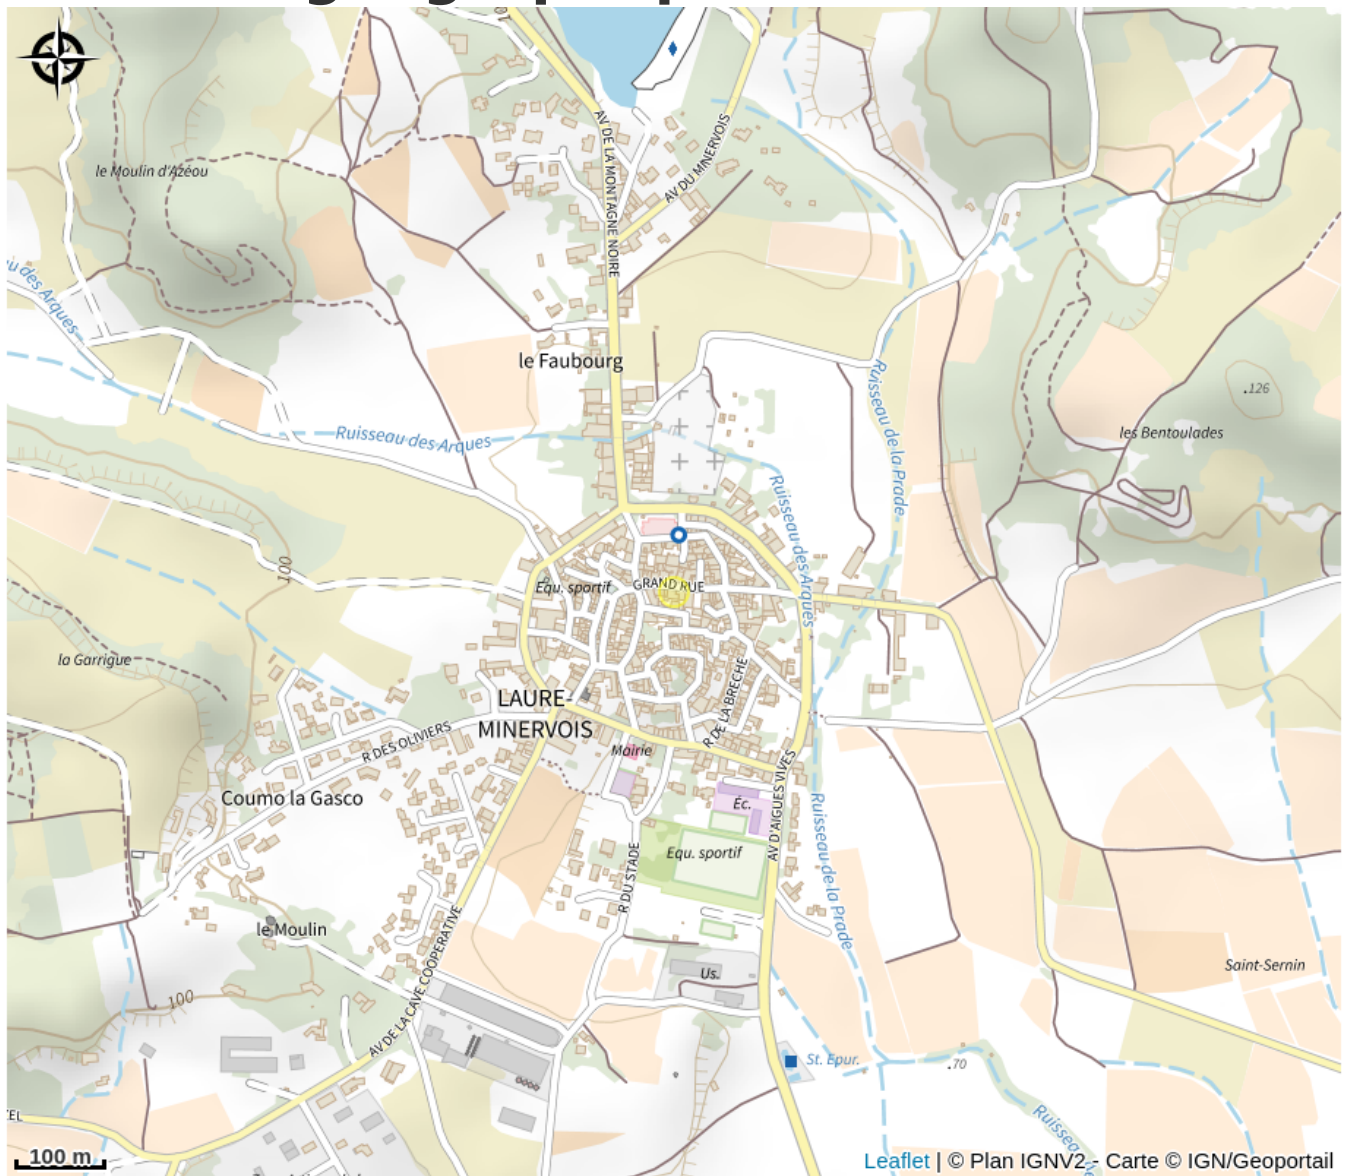 AV DE LA MONTAGNE NOIRE
AV DU MINERVOIS
le Moulin d'Azéou
u des Arques
le Faubourg
Ruisseau de la Prade
.126
les Bentoulades
Ruisseau des Arques
Ruisseau des Arques
100
Equ. sportif
GRAND RUE
la Garrigue
LAURE-
MINERVOIS
R DE LA BRECHE
R DES OLIVIERS
Mairie
Coumo la Gasco
Éc.
AV D'AIGUES VIVES
Equ. sportif
R DU STADE
Ruisseau de la Prade
le Moulin
AV DE LA CAVE COOPERATIVE
Us.
Saint-Sernin
100
St. Epur.
.70
Ruissea
100 m
Leaflet | © Plan IGNV2 - Carte © IGN/Geoportail